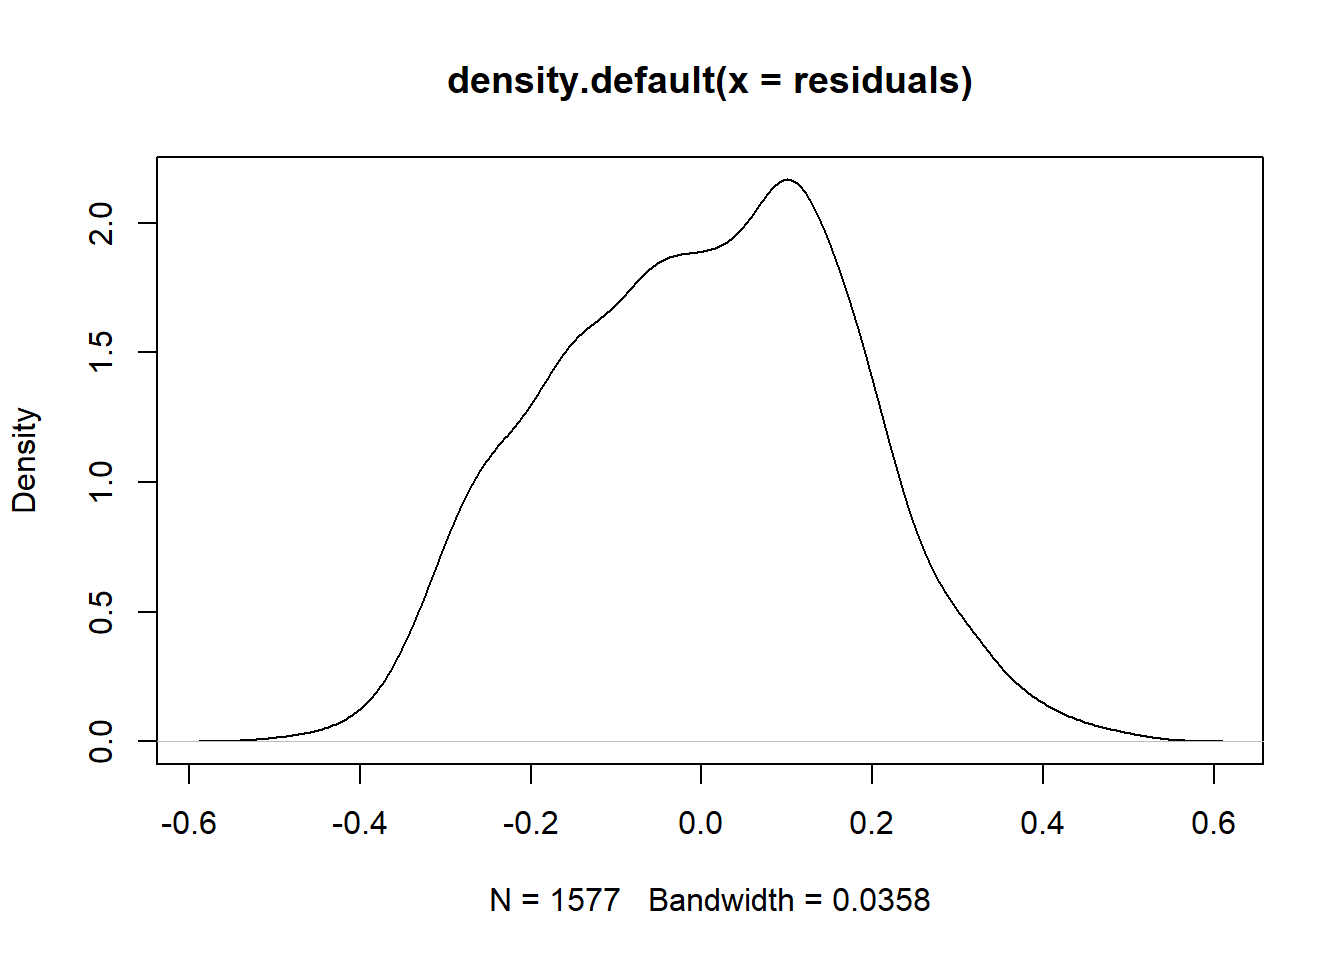 density.default(x = residuals)
Density
2.0
1.5
1.0
0.5
0.0
-0.6 -0.4 -0.2 0.0 0.2 0.4 0.6
N = 1577 Bandwidth = 0.0358